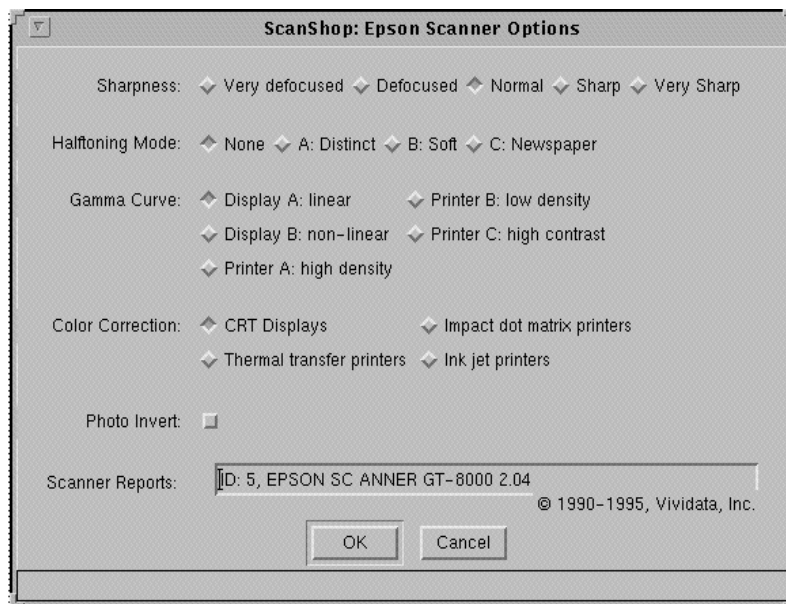 ScanShop: Epson Scanner Options
Sharpness: Very defocused Defocused Normal Sharp Very Sharp
Halftoning Mode: None A: Distinct B: Soft C: Newspaper
Gamma Curve: Display A: linear Printer B: low density
Display B: non-linear Printer C: high contrast
Printer A: high density
Color Correction: CRT Displays Impact dot matrix printers
Thermal transfer printers Ink jet printers
Photo Invert:
Scanner Reports: ID: 5, EPSON SC ANNER GT-8000 2.04
© 1990-1995, Vividata, Inc.
OK Cancel